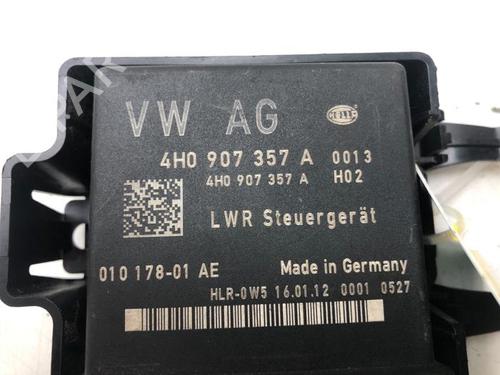 VW AG
HELLA
4H0 907 357 A 0013
4H0 907 357 A H02
LWR Steuergerät
010 178-01 AE Made in Germany
HLR-0W5 16.01.12 0001 0527